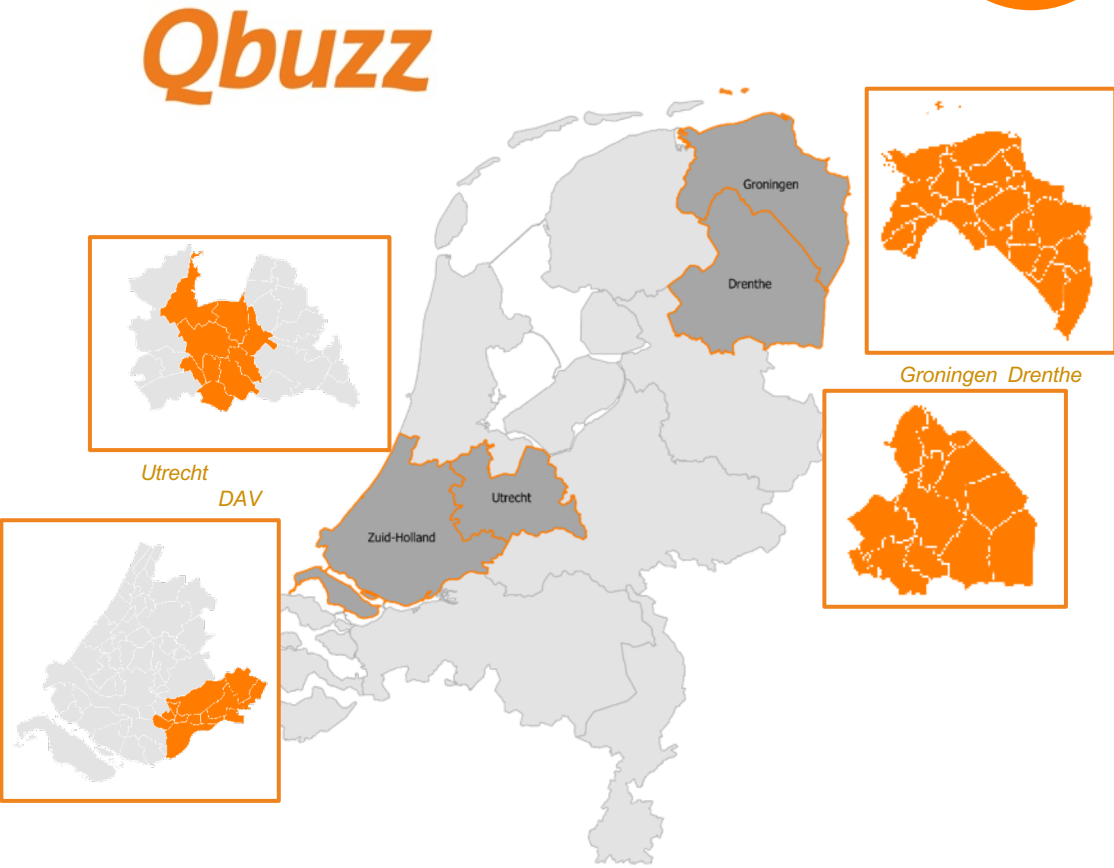 Qbuzz
Groningen
Drenthe
Groningen Drenthe
Utrecht
DAV
Utrecht
Zuid-Holland